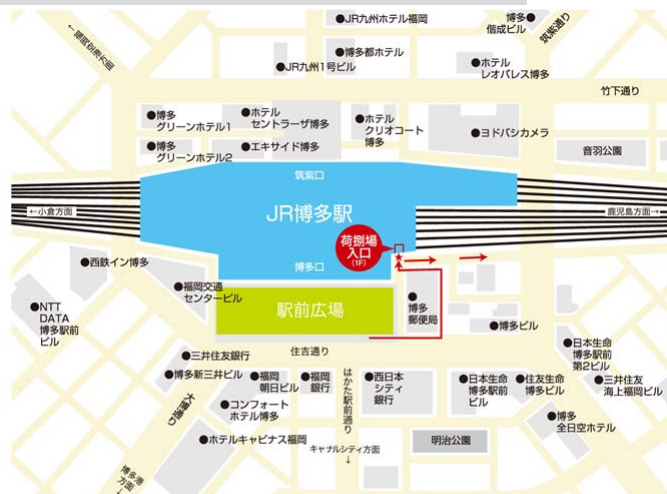 ●JR九州ホテル福岡
博多●
偕成ビル
筑紫通り
←福岡空港方面
●博多都ホテル
●JR九州1号ビル
●ホテル
レオパレス博多
竹下通り
●博多
グリーンホテル1
●ホテル
セントラーザ博多
●ホテル
クリオコート
博多
●ヨドバシカメラ
●博多
グリーンホテル2
●エキサイド博多
音羽公園
筑紫口
←小倉方面
JR博多駅
鹿児島方面→
荷捌場
入口
(1F)
博多口
●西鉄イン博多
●福岡交通
センタービル
駅前広場
●博多
郵便局
●NTT
DATA
博多駅前
ビル
●博多ビル
住吉通り
●三井住友銀行
●日本生命
博多駅前
第2ビル
●博多新三井ビル
●福岡
朝日ビル
●福岡
銀行
はかた駅前通り
●西日本
シティ
銀行
●日本生命
博多駅前
ビル
●住友生命
博多ビル
●三井住友
海上福岡ビル
大博通り
●コンフォート
ホテル博多
●博多
全日空ホテル
●ホテルキャビナス福岡
キャナルシティ方面
↓
明治公園
博多港
方面
↓